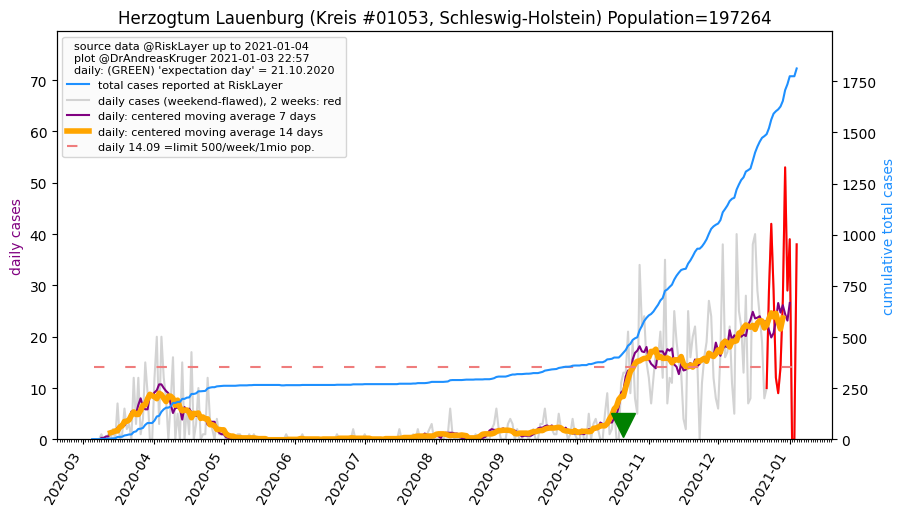 Herzogtum Lauenburg (Kreis #01053, Schleswig-Holstein) Population=197264
source data @RiskLayer up to 2021-01-04
plot @DrAndreasKruger 2021-01-03 22:57
daily: (GREEN) 'expectation day' = 21.10.2020
total cases reported at RiskLayer
daily cases (weekend-flawed), 2 weeks: red
daily: centered moving average 7 days
daily: centered moving average 14 days
daily 14.09 =limit 500/week/1mio pop.
daily cases
70
60
50
40
30
20
10
0
cumulative total cases
1750
1500
1250
1000
750
500
250
0
2020-03
2020-04
2020-05
2020-06
2020-07
2020-08
2020-09
2020-10
2020-11
2020-12
2021-01